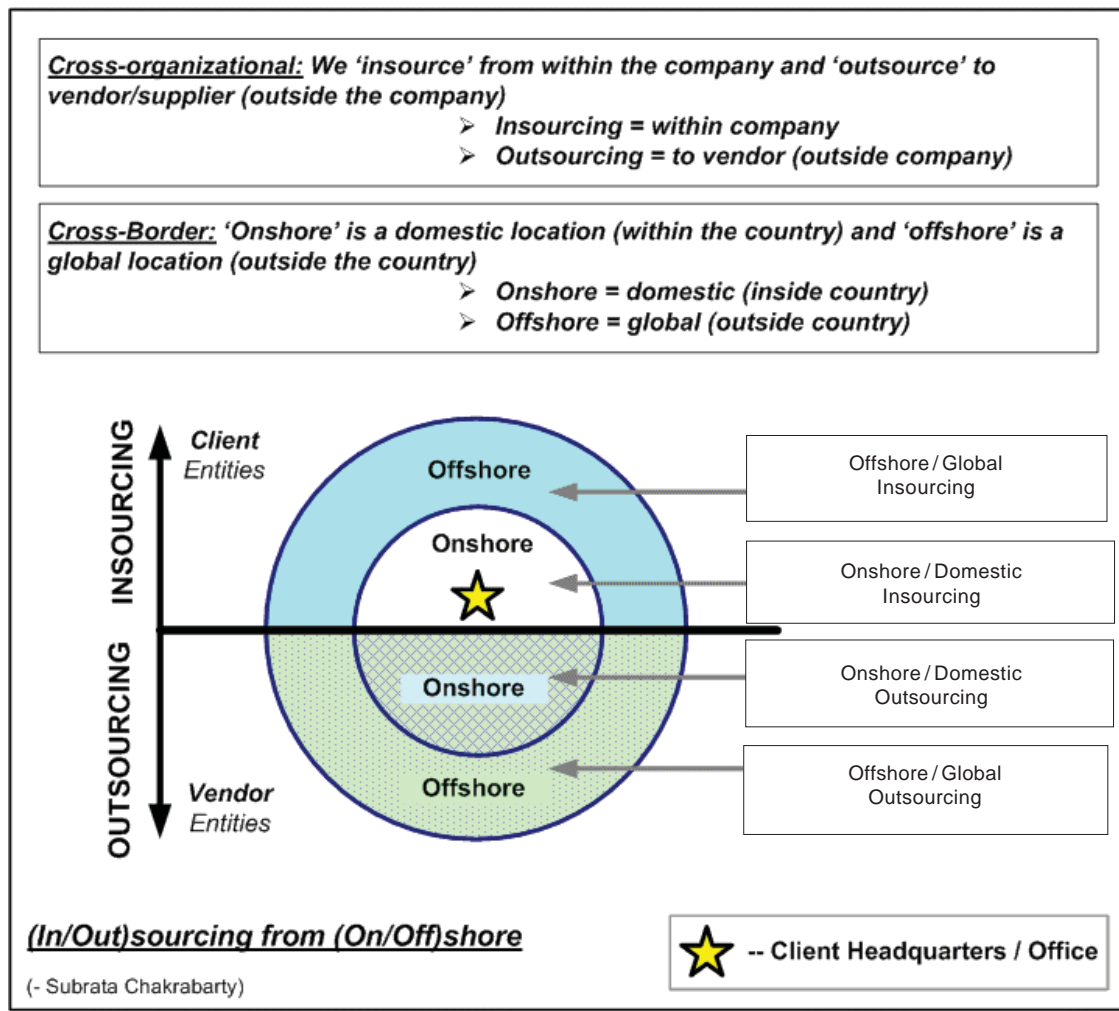 Cross-organizational: We ‘insource’ from within the company and ‘outsource’ to
vendor/supplier (outside the company)
➢ Insourcing = within company
➢ Outsourcing = to vendor (outside company)
Cross-Border: ‘Onshore’ is a domestic location (within the country) and ‘offshore’ is a
global location (outside the country)
➢ Onshore = domestic (inside country)
➢ Offshore = global (outside country)
INSOURCING
OUTSOURCING
Client
Entities
Vendor
Entities
Offshore
Onshore
Onshore
Offshore
Offshore / Global
Insourcing
Onshore / Domestic
Insourcing
Onshore / Domestic
Outsourcing
Offshore / Global
Outsourcing
(In/Out)sourcing from (On/Off)shore
(- Subrata Chakrabarty)
-- Client Headquarters / Office